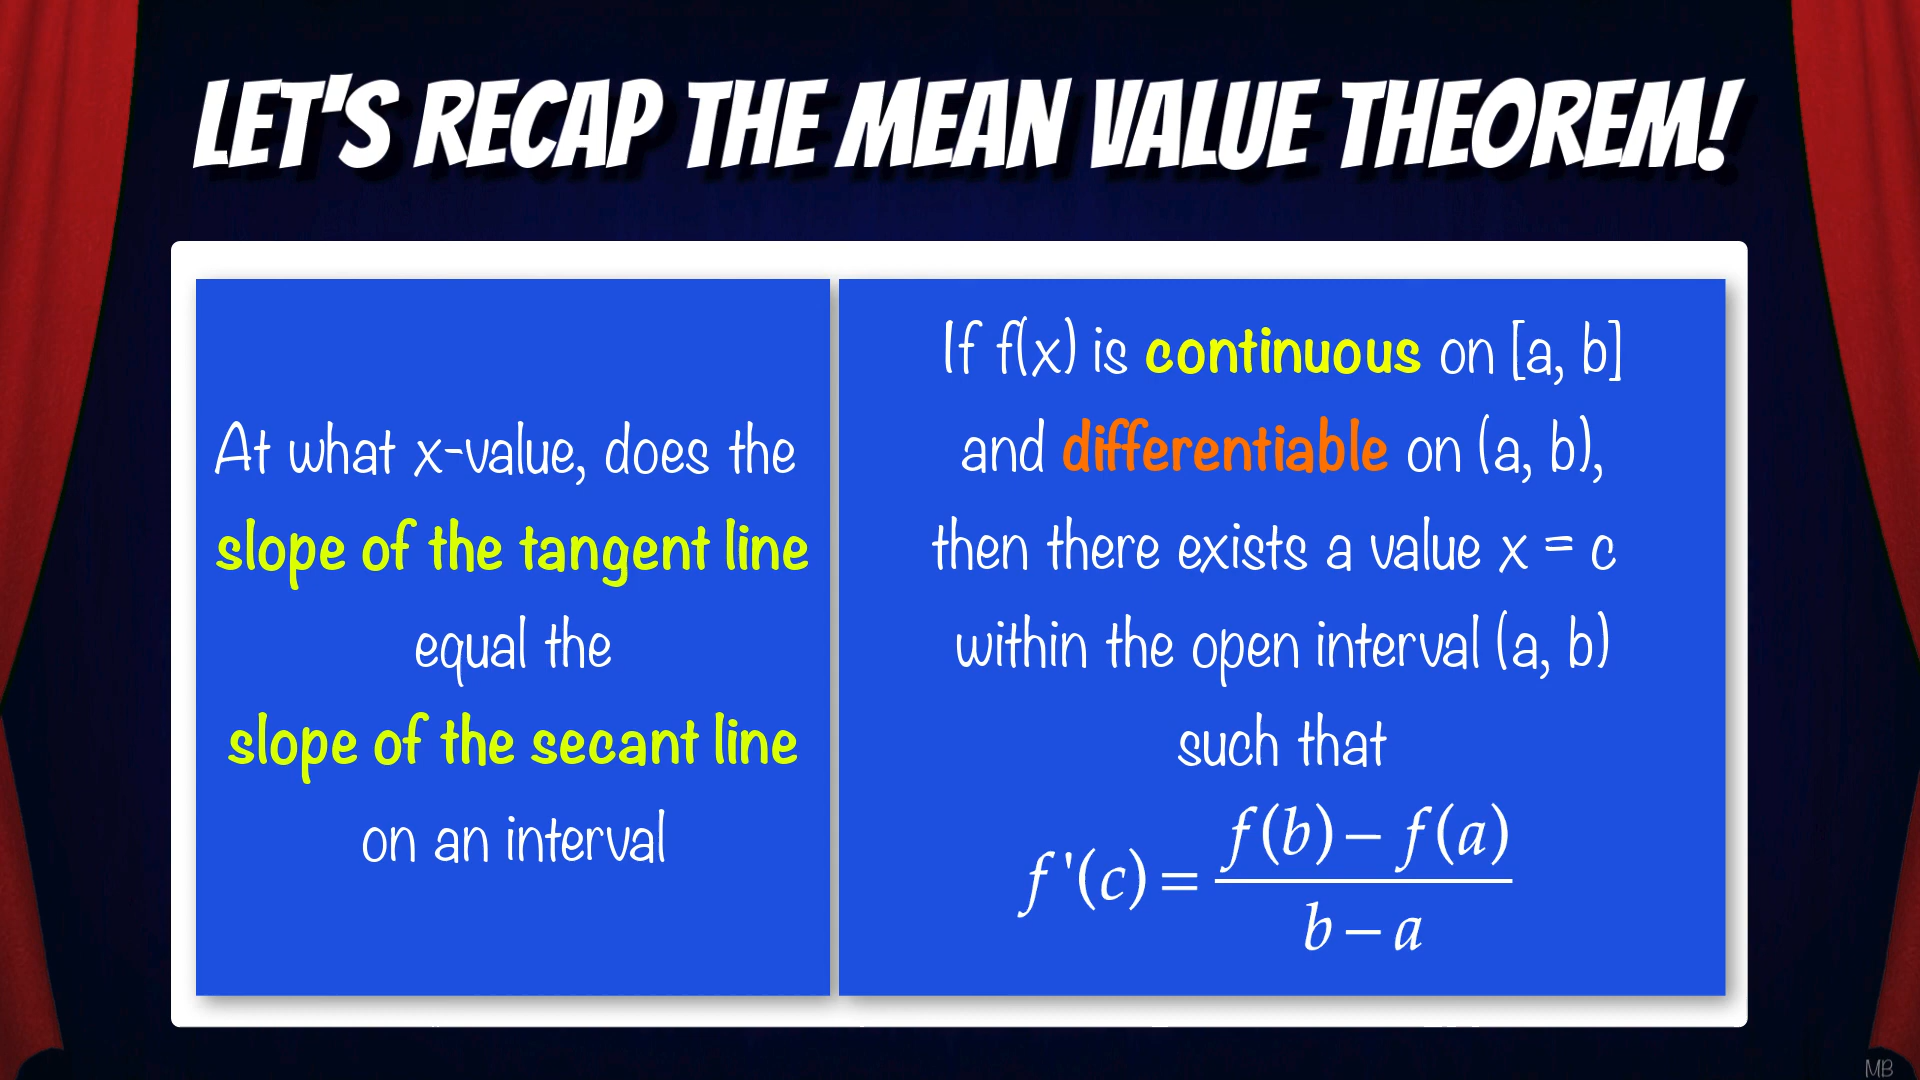 LET'S RECAP THE MEAN VALUE THEOREM!
At what x-value, does the
slope of the tangent line
equal the
slope of the secant line
on an interval
If f(x) is continuous on [a, b]
and differentiable on (a, b),
then there exists a value x = c
within the open interval (a, b)
such that
f '(c) = \frac{f(b) – f(a)}{b – a}
MB